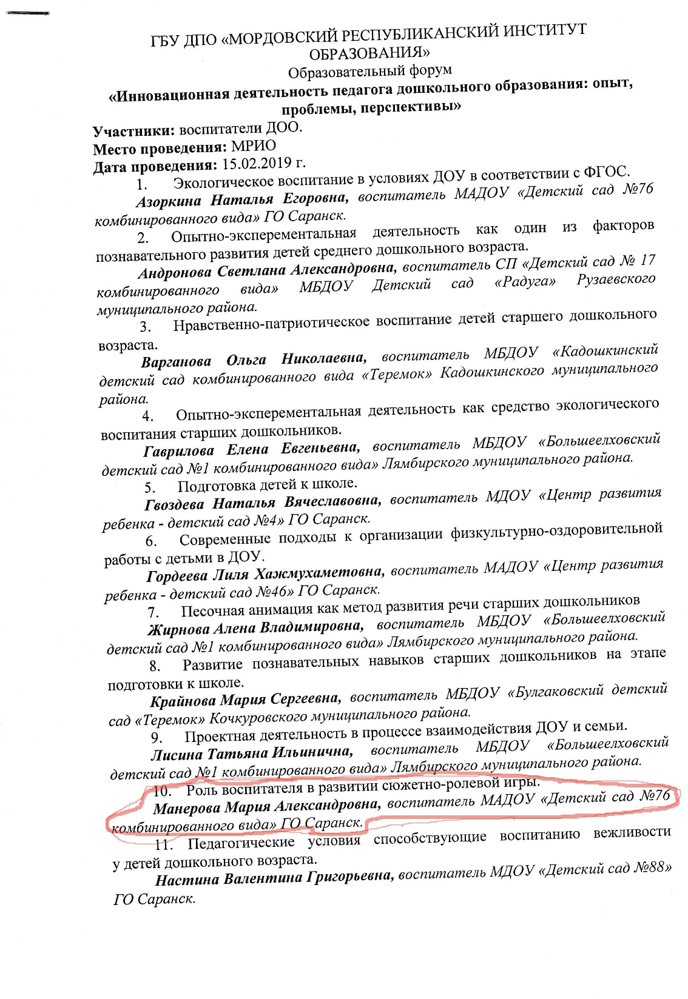 ГБУ ДПО «МОРДОВСКИЙ РЕСПУБЛИКАНСКИЙ ИНСТИТУТ
ОБРАЗОВАНИЯ»
Образовательный форум
«Инновационная деятельность педагога дошкольного образования: опыт,
проблемы, перспективы»
Участники: воспитатели ДОО.
Место проведения: МРИО
Дата проведения: 15.02.2019 г.
1. Экологическое воспитание в условиях ДОУ в соответствии с ФГОС.
Азоркина Наталья Егоровна, воспитатель МАДОУ «Детский сад №76
комбинированного вида» ГО Саранск.
2. Опытно-эксперементальная деятельность как один из факторов
познавательного развития детей среднего дошкольного возраста.
Андронова Светлана Александровна, воспитатель СП «Детский сад № 17
комбинированного вида» МБДОУ Детский сад «Радуга» Рузаевского
муниципального района.
3. Нравственно-патриотическое воспитание детей старшего дошкольного
возраста.
Варганова Ольга Николаевна, воспитатель МБДОУ «Кадошкинский
детский сад комбинированного вида «Теремок» Кадошкинского муниципального
района.
4. Опытно-эксперементальная деятельность как средство экологического
воспитания старших дошкольников.
Гаврилова Елена Евгеньевна, воспитатель МБДОУ «Большеелховский
детский сад №1 комбинированного вида» Лямбирского муниципального района.
5. Подготовка детей к школе.
Гвоздева Наталья Вячеславовна, воспитатель МДОУ «Центр развития
ребенка - детский сад №4» ГО Саранск.
6. Современные подходы к организации физкультурно-оздоровительной
работы с детьми в ДОУ.
Гордеева Лиля Хажмухаметовна, воспитатель МАДОУ «Центр развития
ребенка - детский сад №46» ГО Саранск.
7. Песочная анимация как метод развития речи старших дошкольников
Жирнова Алена Владимировна, воспитатель МБДОУ «Большеелховский
детский сад №1 комбинированного вида» Лямбирского муниципального района.
8. Развитие познавательных навыков старших дошкольников на этапе
подготовки к школе.
Крайнова Мария Сергеевна, воспитатель МБДОУ «Булгаковский детский
сад «Теремок» Кочкуровского муниципального района.
9. Проектная деятельность в процессе взаимодействия ДОУ и семьи.
Лисина Татьяна Ильинична, воспитатель МБДОУ «Большеелховский
детский сад №1 комбинированного вида» Лямбирского муниципального района.
10. Роль воспитателя в развитии сюжетно-ролевой игры.
Манерова Мария Александровна, воспитатель МАДОУ «Детский сад №76
комбинированного вида» ГО Саранск.
11. Педагогические условия способствующие воспитанию вежливости
у детей дошкольного возраста.
Настина Валентина Григорьевна, воспитатель МДОУ «Детский сад №88»
ГО Саранск.